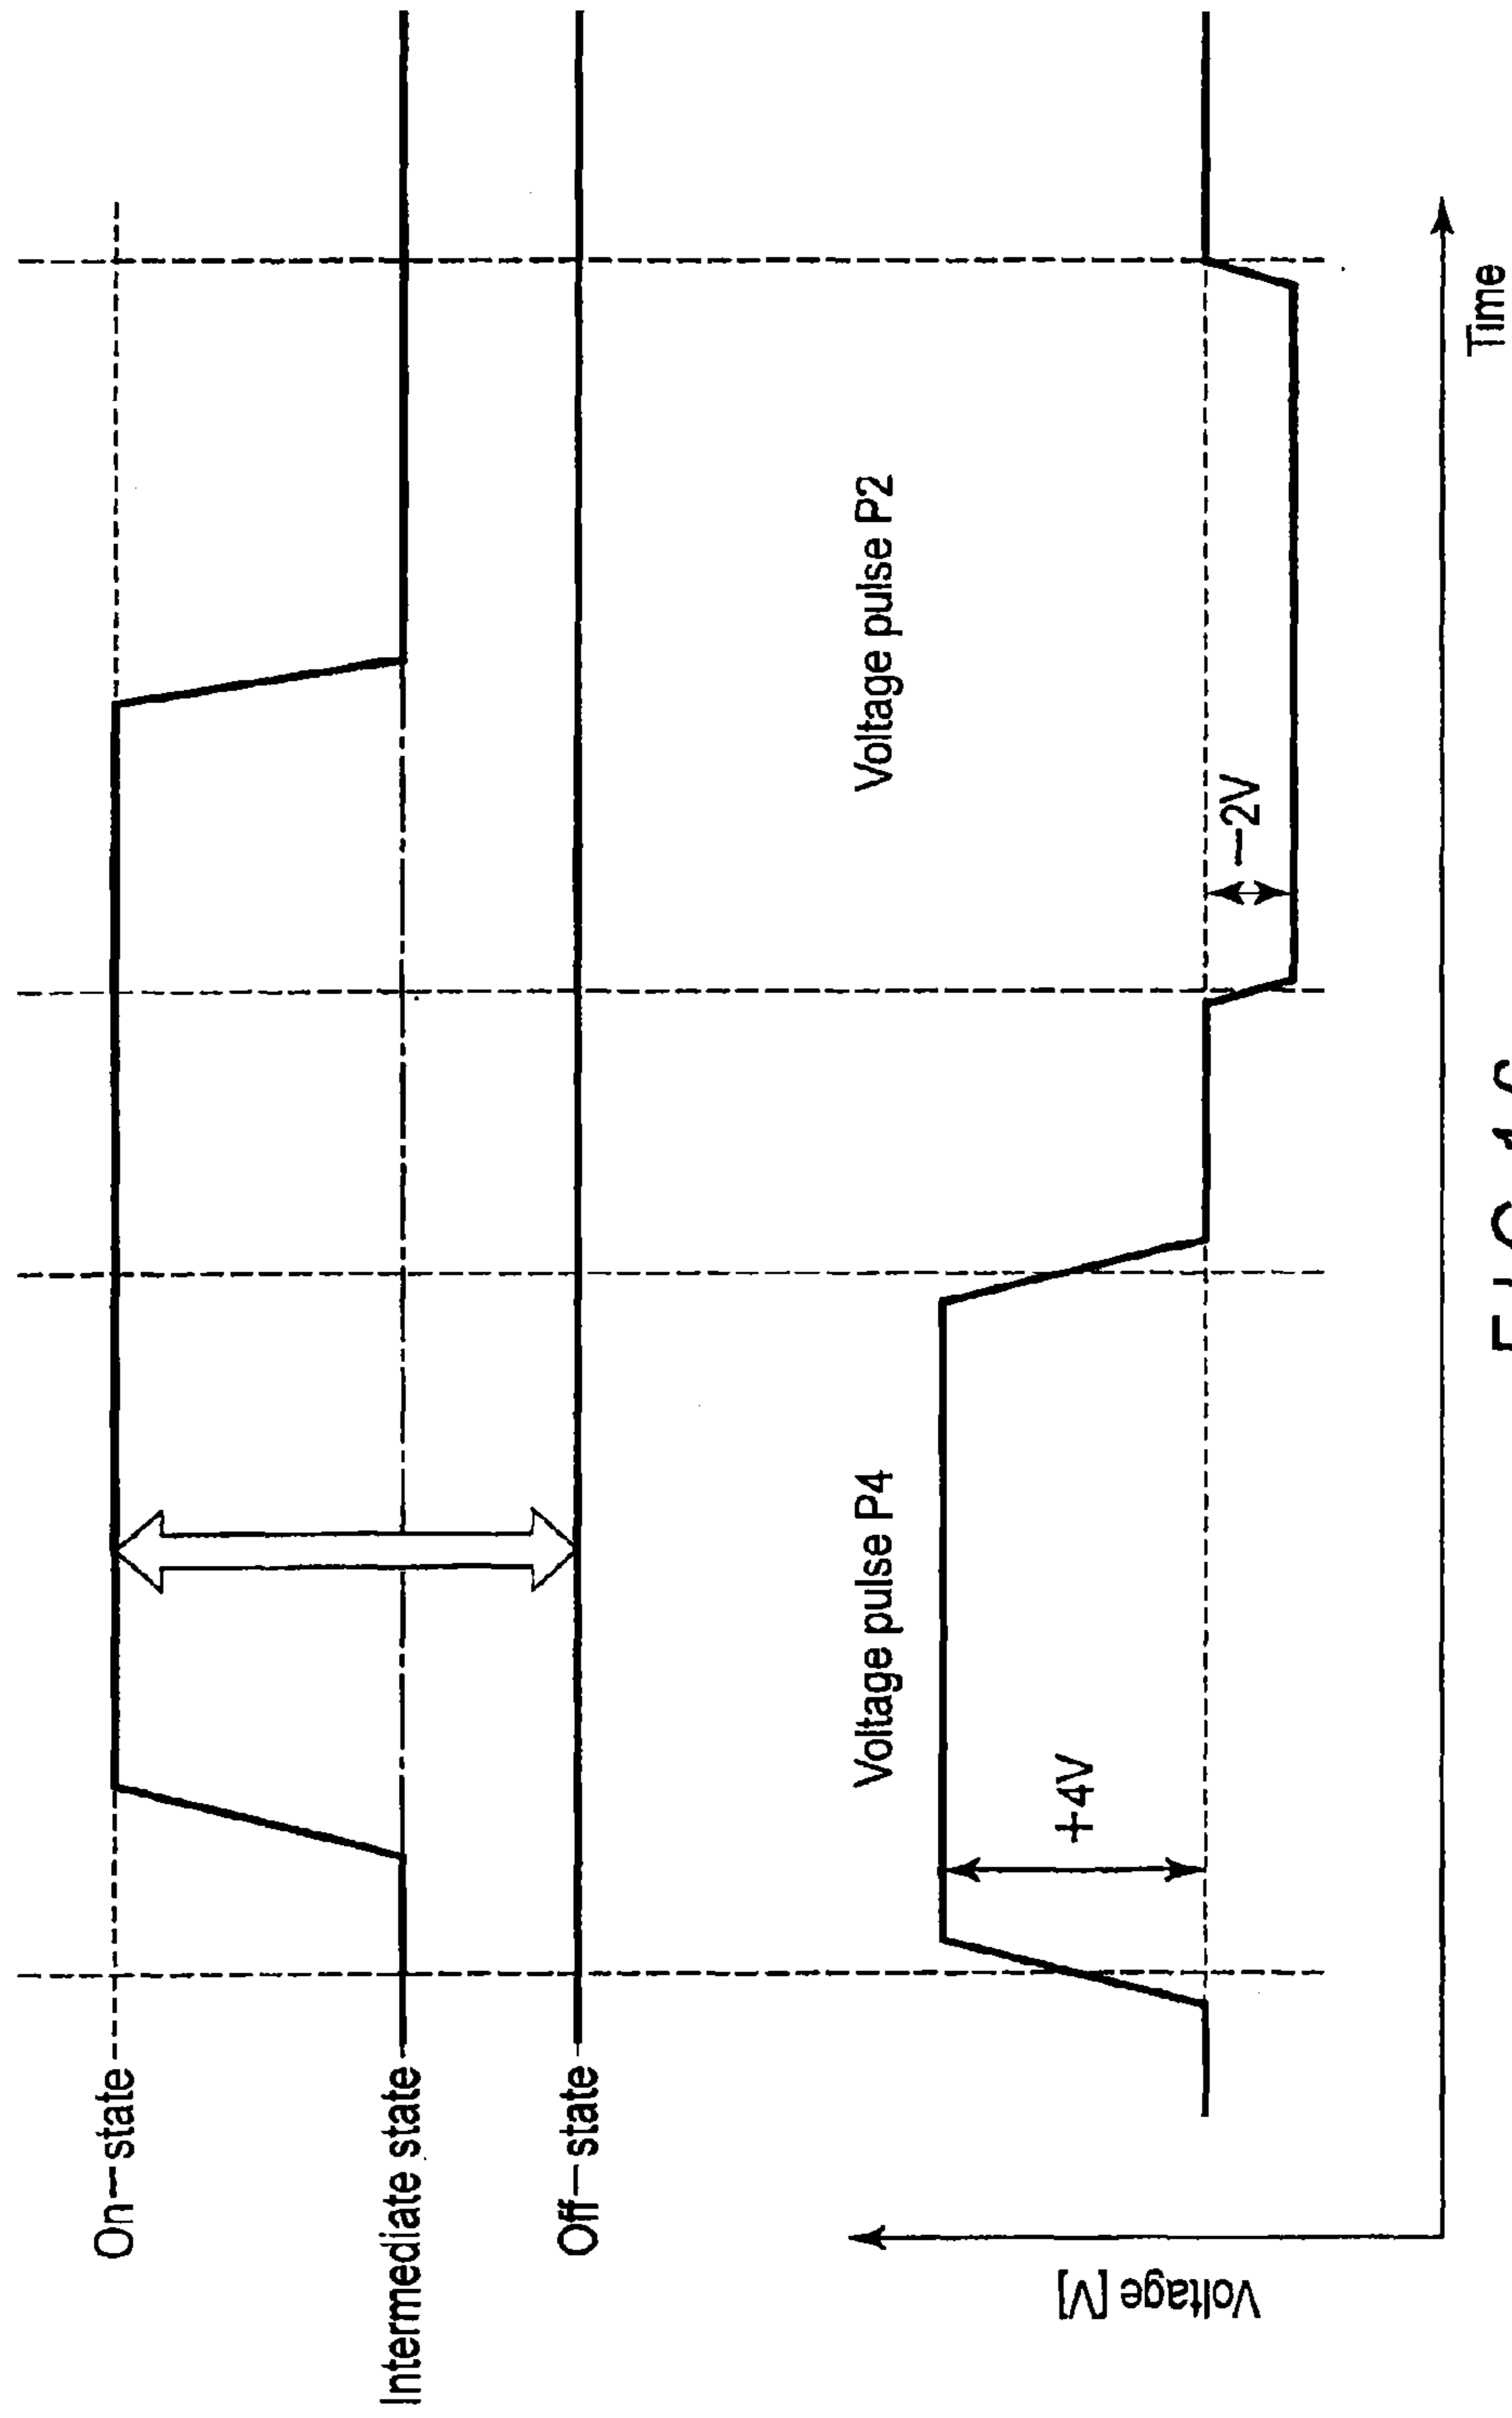 On-state
Intermediate state
Off-state
Voltage pulse P4
Voltage pulse P2
+4V
-2V
Voltage [V]
Time